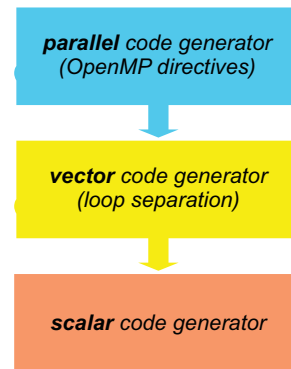 parallel code generator
(OpenMP directives)
vector code generator
(loop separation)
scalar code generator